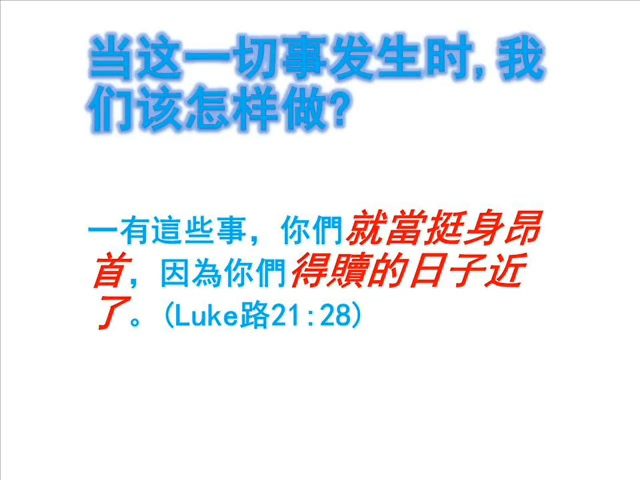 当这一切事发生时,我
们该怎样做?
一有這些事，你們就當挺身昂
首，因為你們得贖的日子近
了。(Luke路21:28)